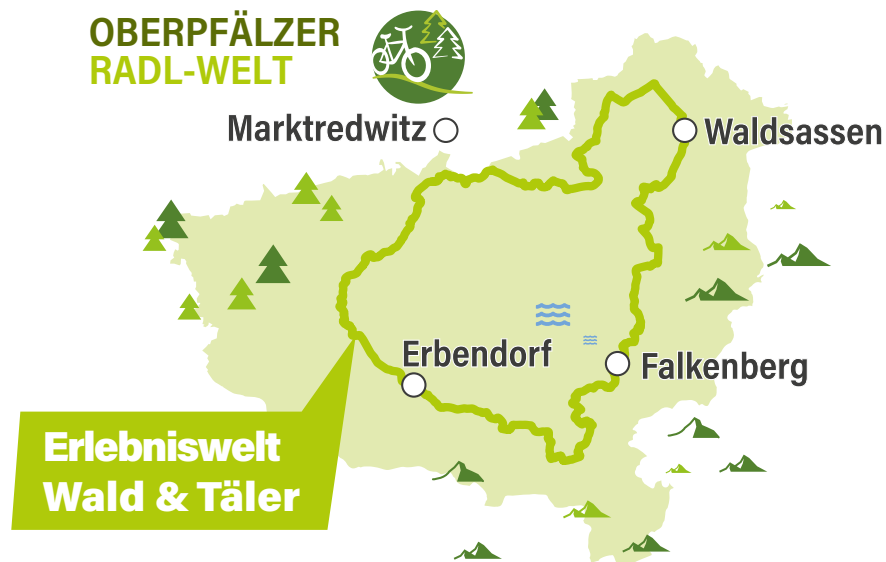 OBERPFÄLZER
RADL-WELT
Marktredwitz
Waldsassen
Erbendorf
Falkenberg
Erlebniswelt
Wald & Täler